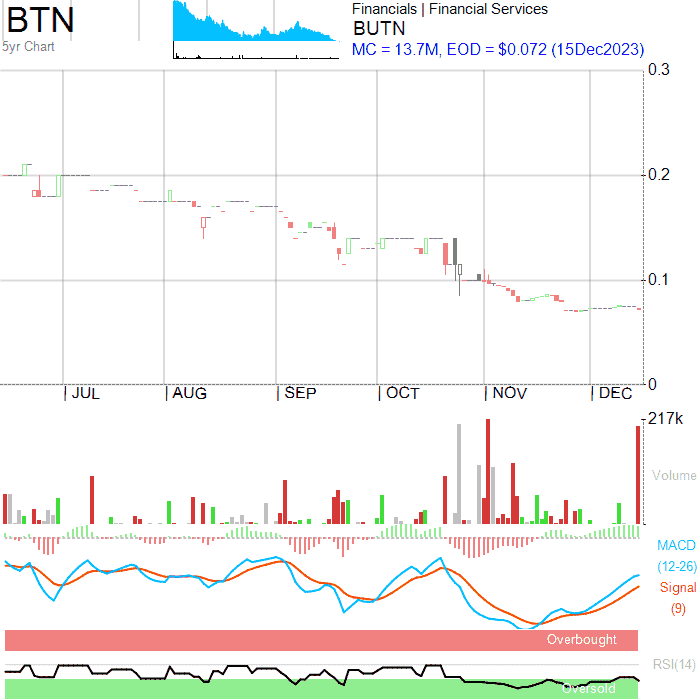 BTN
5yr Chart
Financials | Financial Services
BUTN
MC = 13.7M, EOD = $0.072 (15Dec2023)
0.3
0.2
0.1
0
JUL
AUG
SEP
OCT
NOV
DEC
217k
Volume
MACD
(12-26)
Signal
(9)
Overbought
RSI(14)
Oversold